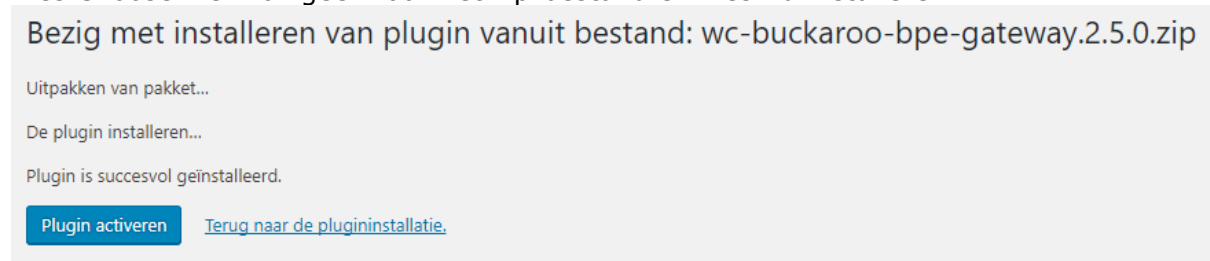 Bezig met installeren van plugin vanuit bestand: wc-buckaroo-bpe-gateway.2.5.0.zip
Uitpakken van pakket...
De plugin installeren...
Plugin is succesvol geïnstalleerd.
Plugin activeren Terug naar de plugininstallatie.